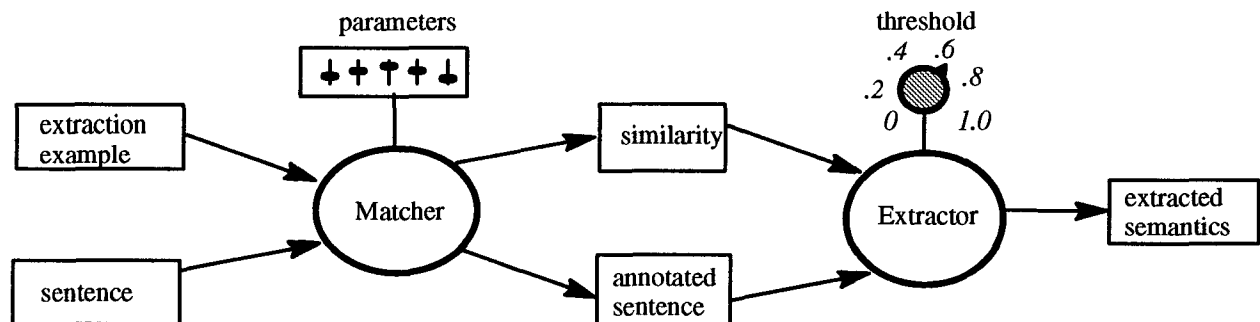 parameters
threshold
.4 .6
.2 .8
0 1.0
extraction
example
similarity
Matcher
Extractor
extracted
semantics
sentence
annotated
sentence